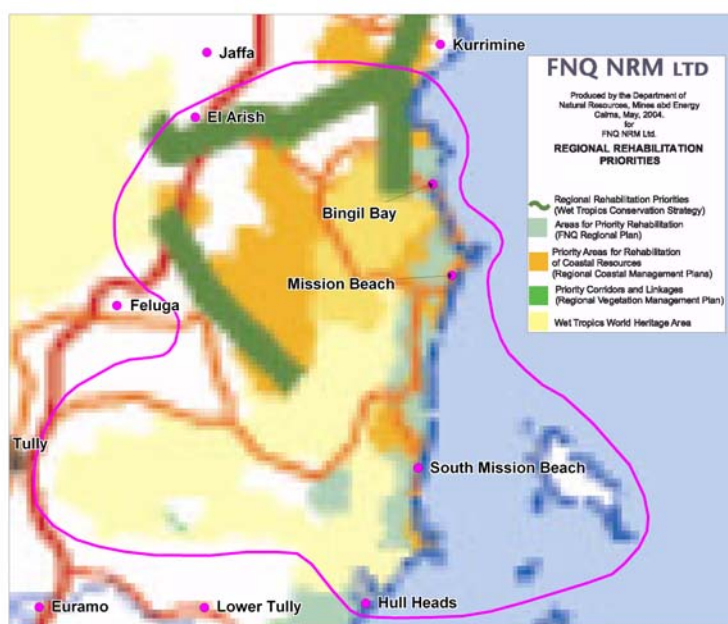 Jaffa
Kurrimine
El Arish
Bingil Bay
Mission Beach
Feluga
Tully
South Mission Beach
Euramo
Lower Tully
Hull Heads
FNQ NRM LTD
Produced by the Department of
Natural Resources, Mines abd Energy
Cairns, May, 2004.
for
FNQ NRM Ltd.
REGIONAL REHABILITATION
PRIORITIES
Regional Rehabilitation Priorities
(Wet Tropics Conservation Strategy)
Areas for Priority Rehabilitation
(FNQ Regional Plan)
Priority Areas for Rehabilitation
of Coastal Resources
(Regional Coastal Management Plans)
Priority Corridors and Linkages
(Regional Vegetation Management Plan)
Wet Tropics World Heritage Area